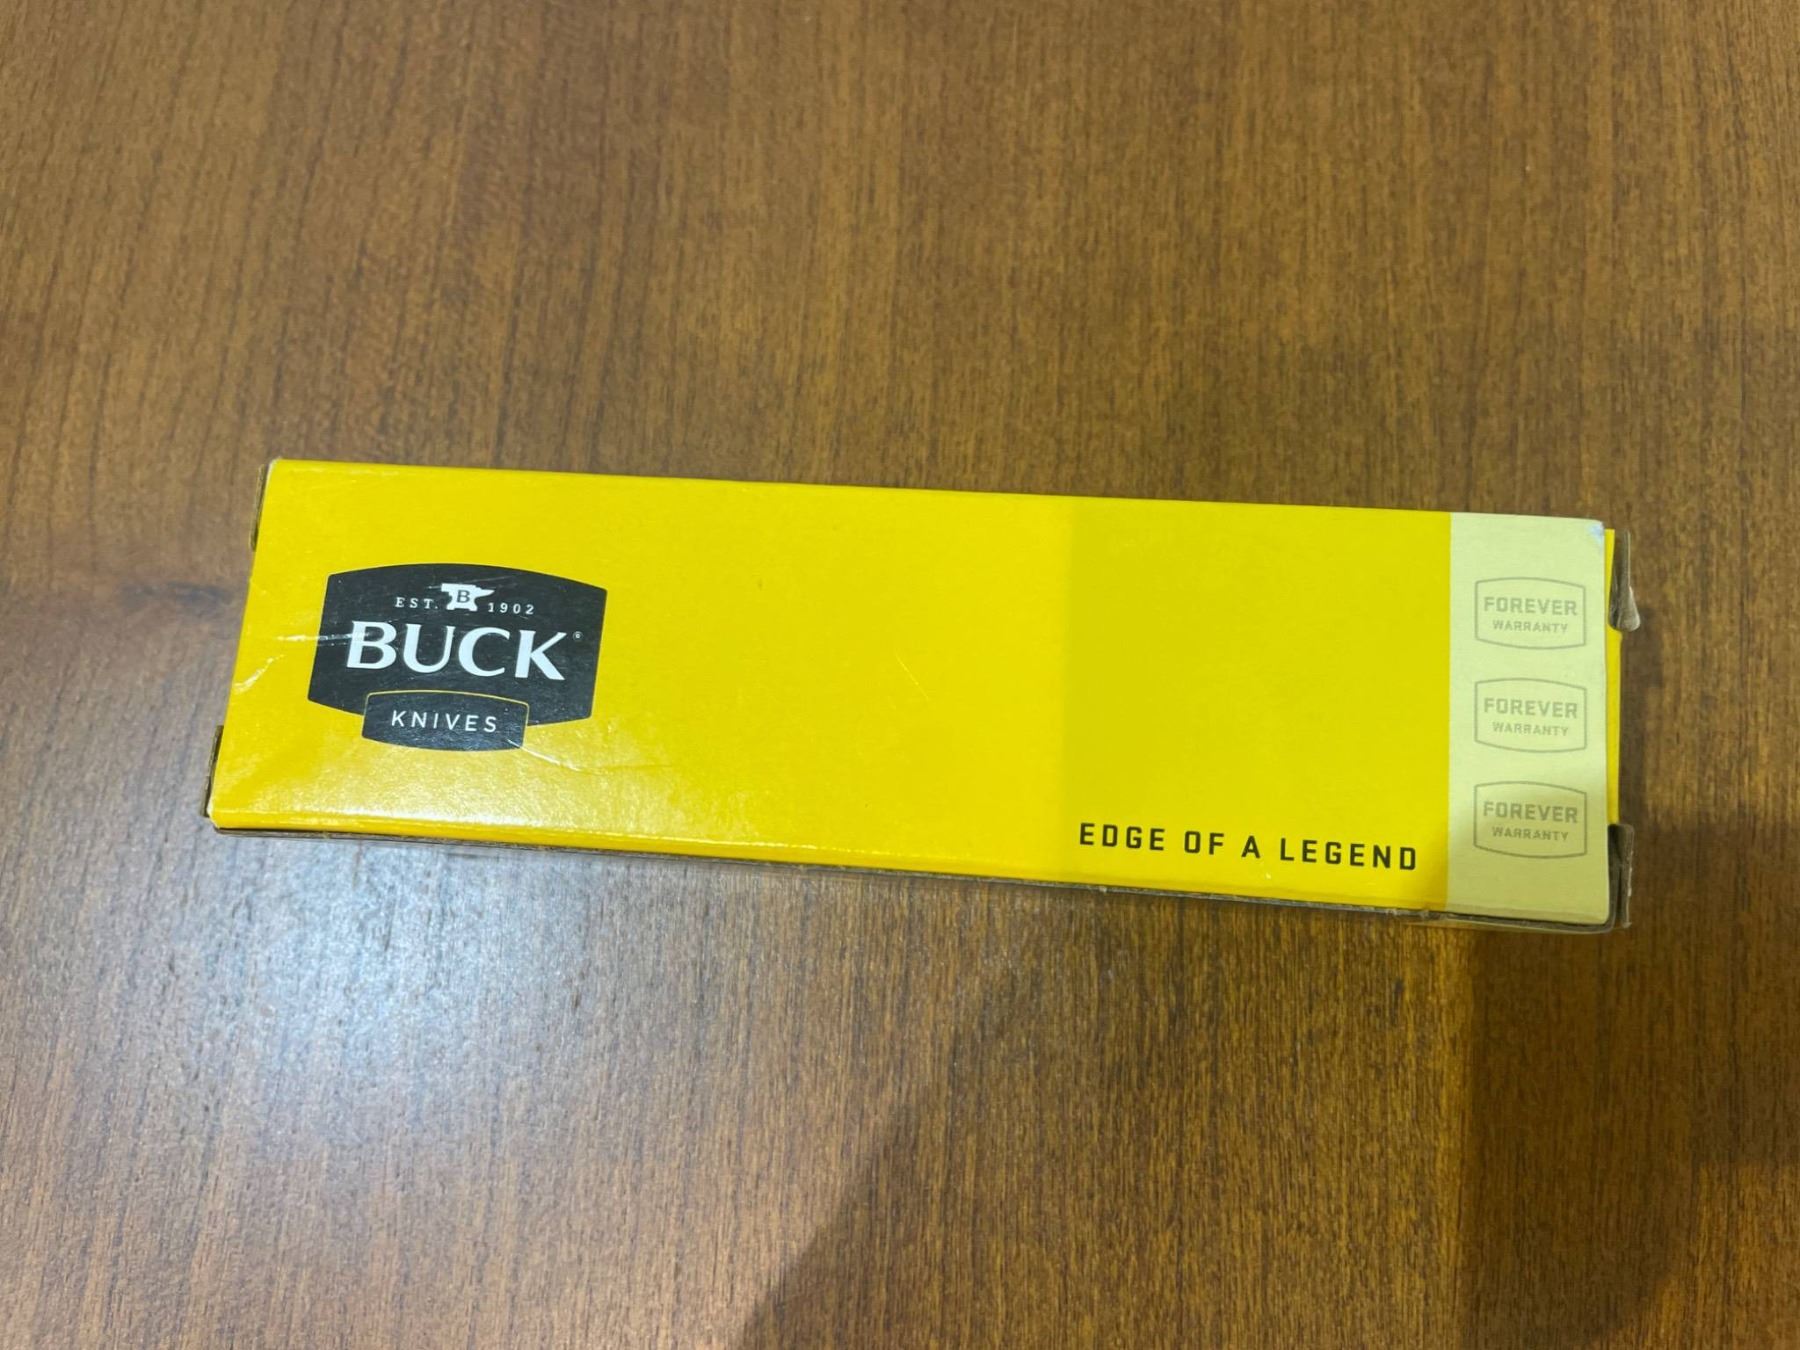 EST. B 1902
BUCK®
KNIVES
EDGE OF A LEGEND
FOREVER
WARRANTY
FOREVER
WARRANTY
FOREVER
WARRANTY